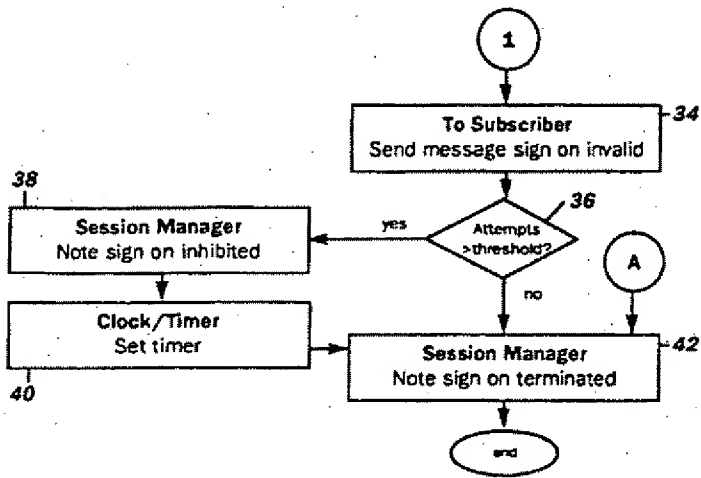 1
To Subscriber
Send message sign on invalid
34
36
Attempts
>threshold?
yes
no
38
Session Manager
Note sign on inhibited
Clock/Timer
Set timer
40
A
Session Manager
Note sign on terminated
42
end